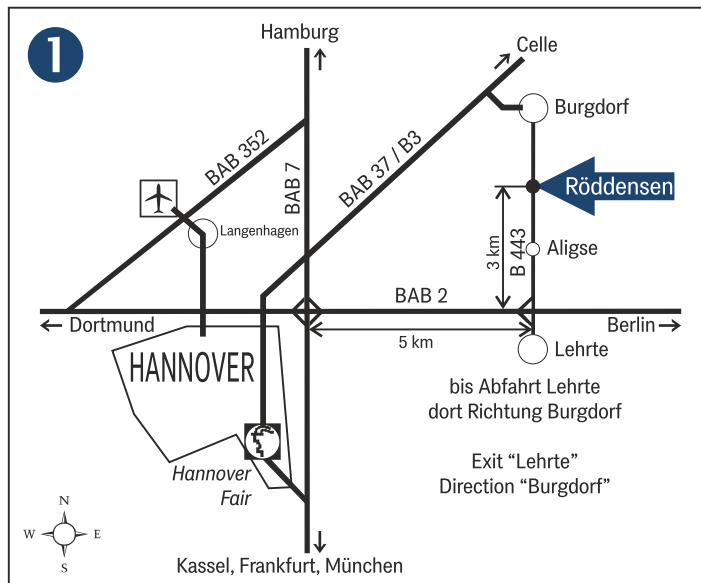 1
Hamburg
Celle
Burgdorf
BAB 352
BAB 7
BAB 37 / B3
Röddensen
Langenhagen
3 km
B 443
Aligse
BAB 2
Dortmund
Berlin
5 km
Lehrte
HANNOVER
bis Abfahrt Lehrte
dort Richtung Burgdorf
Hannover
Fair
Exit “Lehrte”
Direction “Burgdorf”
N
W
E
S
Kassel, Frankfurt, München